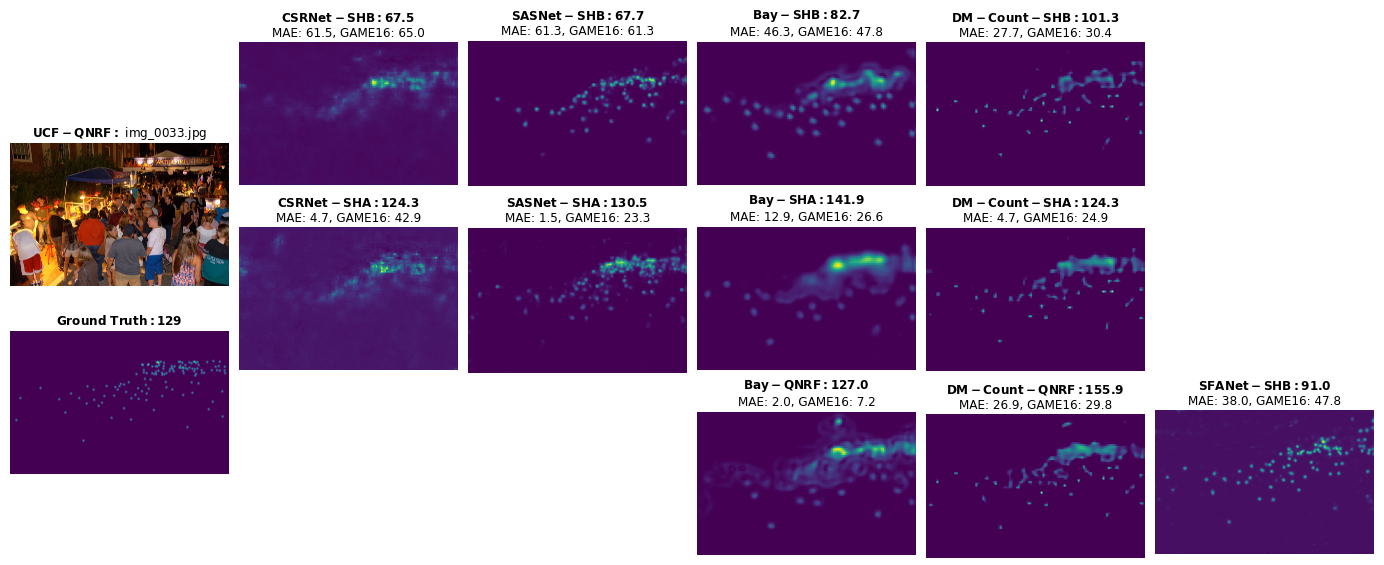 CSRNet − SHB: 67.5
MAE: 61.5, GAME16: 65.0
SASNet − SHB: 67.7
MAE: 61.3, GAME16: 61.3
Bay − SHB: 82.7
MAE: 46.3, GAME16: 47.8
DM − Count − SHB: 101.3
MAE: 27.7, GAME16: 30.4
UCF − QNRF: img_0033.jpg
CSRNet − SHA: 124.3
MAE: 4.7, GAME16: 42.9
SASNet − SHA: 130.5
MAE: 1.5, GAME16: 23.3
Bay − SHA: 141.9
MAE: 12.9, GAME16: 26.6
DM − Count − SHA: 124.3
MAE: 4.7, GAME16: 24.9
Ground Truth: 129
Bay − QNRF: 127.0
MAE: 2.0, GAME16: 7.2
DM − Count − QNRF: 155.9
MAE: 26.9, GAME16: 29.8
SFANet − SHB: 91.0
MAE: 38.0, GAME16: 47.8